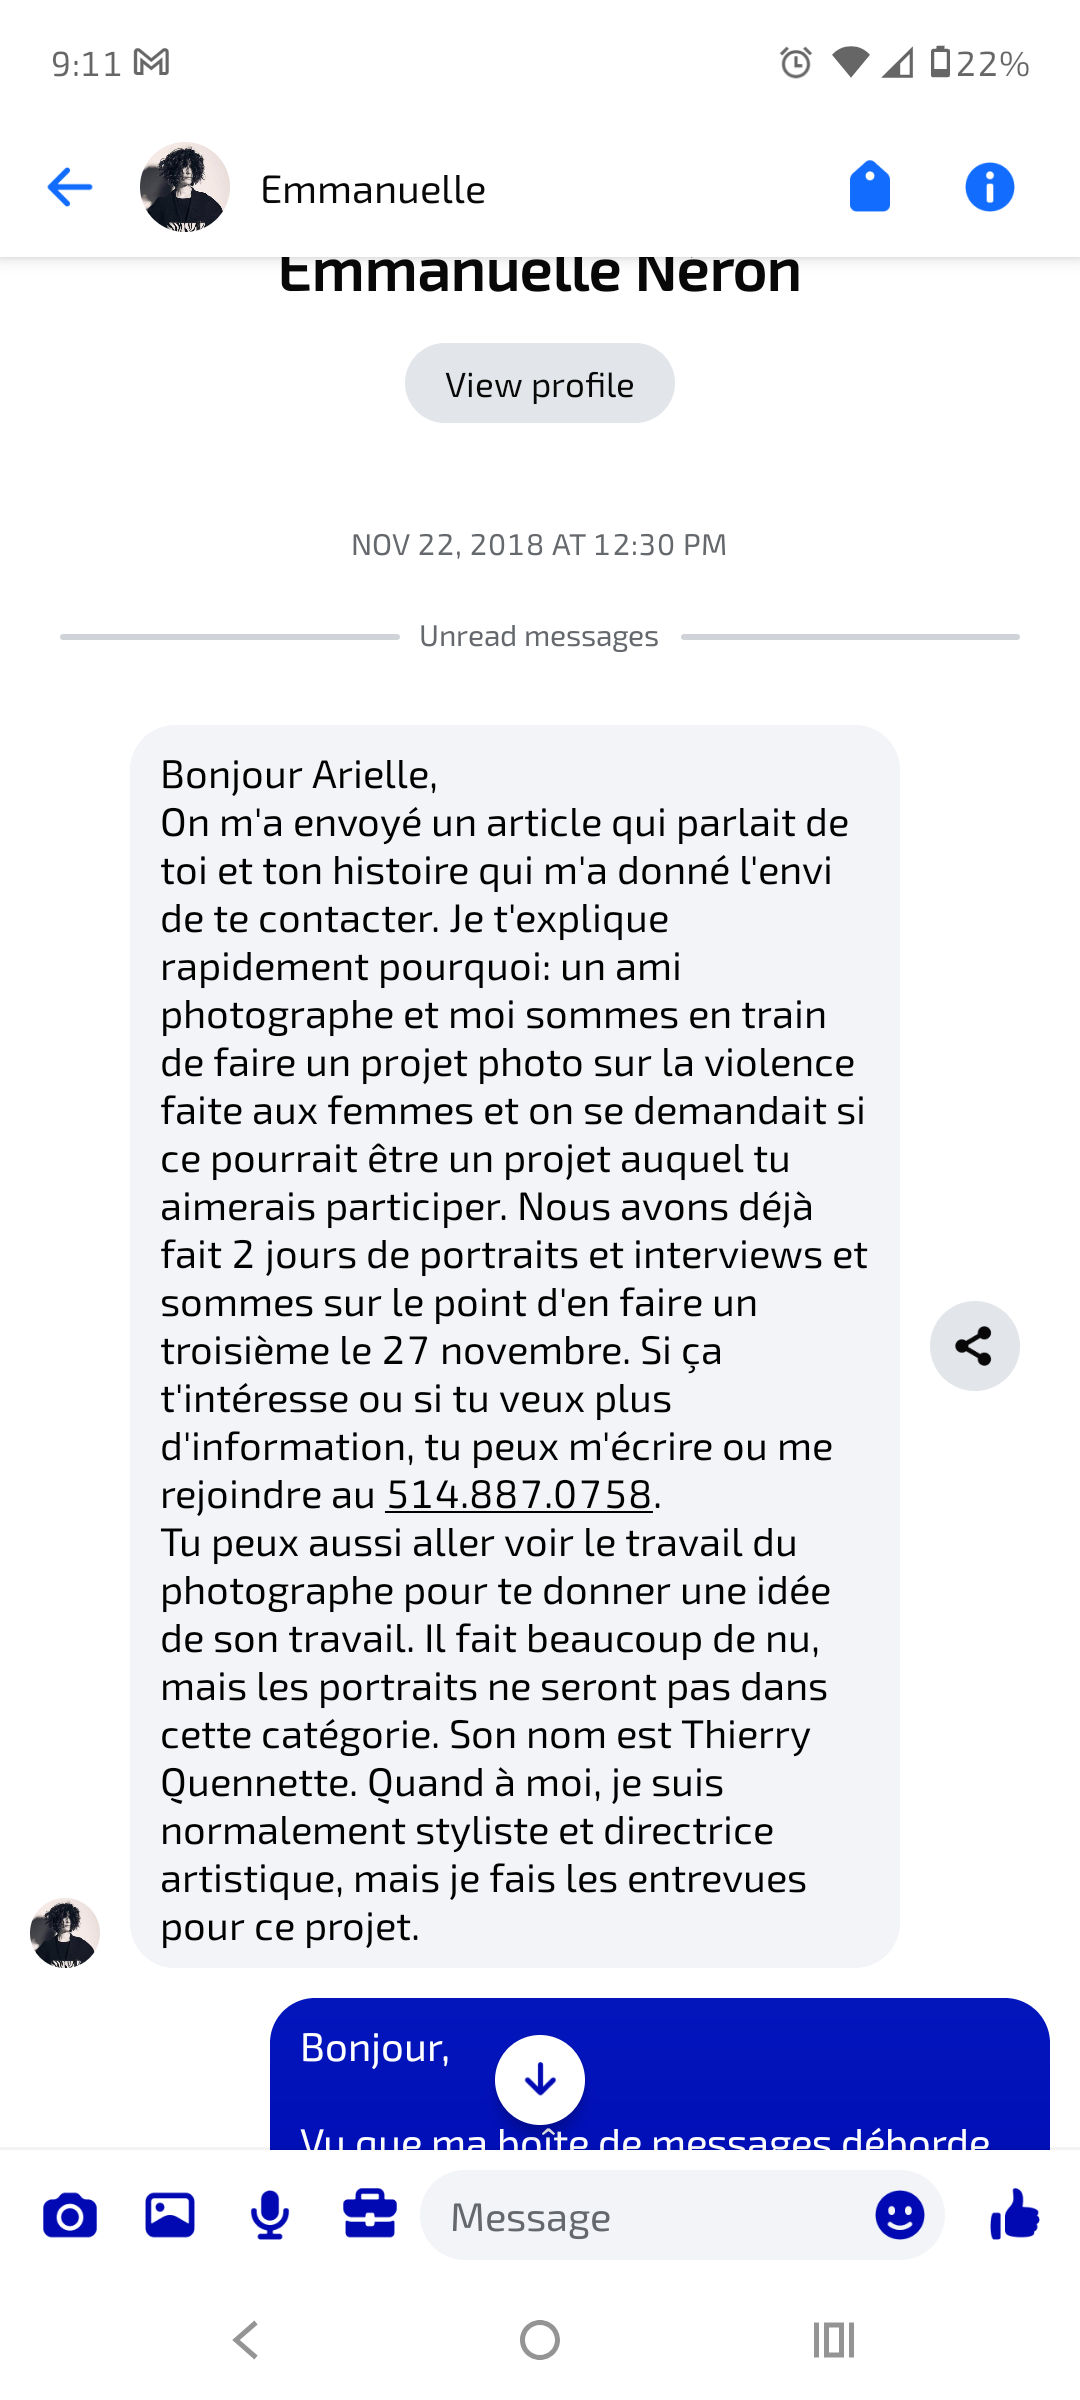 9:11
22%
Emmanuelle
Emmanuelle Neron
View profile
NOV 22, 2018 AT 12:30 PM
Unread messages
Bonjour Arielle,
On m'a envoyé un article qui parlait de
toi et ton histoire qui m'a donné l'envi
de te contacter. Je t'explique
rapidement pourquoi: un ami
photographe et moi sommes en train
de faire un projet photo sur la violence
faite aux femmes et on se demandait si
ce pourrait être un projet auquel tu
aimerais participer. Nous avons déjà
fait 2 jours de portraits et interviews et
sommes sur le point d'en faire un
troisième le 27 novembre. Si ça
t'intéresse ou si tu veux plus
d'information, tu peux m'écrire ou me
rejoindre au 514.887.0758.
Tu peux aussi aller voir le travail du
photographe pour te donner une idée
de son travail. Il fait beaucoup de nu,
mais les portraits ne seront pas dans
cette catégorie. Son nom est Thierry
Quennette. Quand à moi, je suis
normalement styliste et directrice
artistique, mais je fais les entrevues
pour ce projet.
Bonjour,
Vu que ma boîte de messages déborde
Message